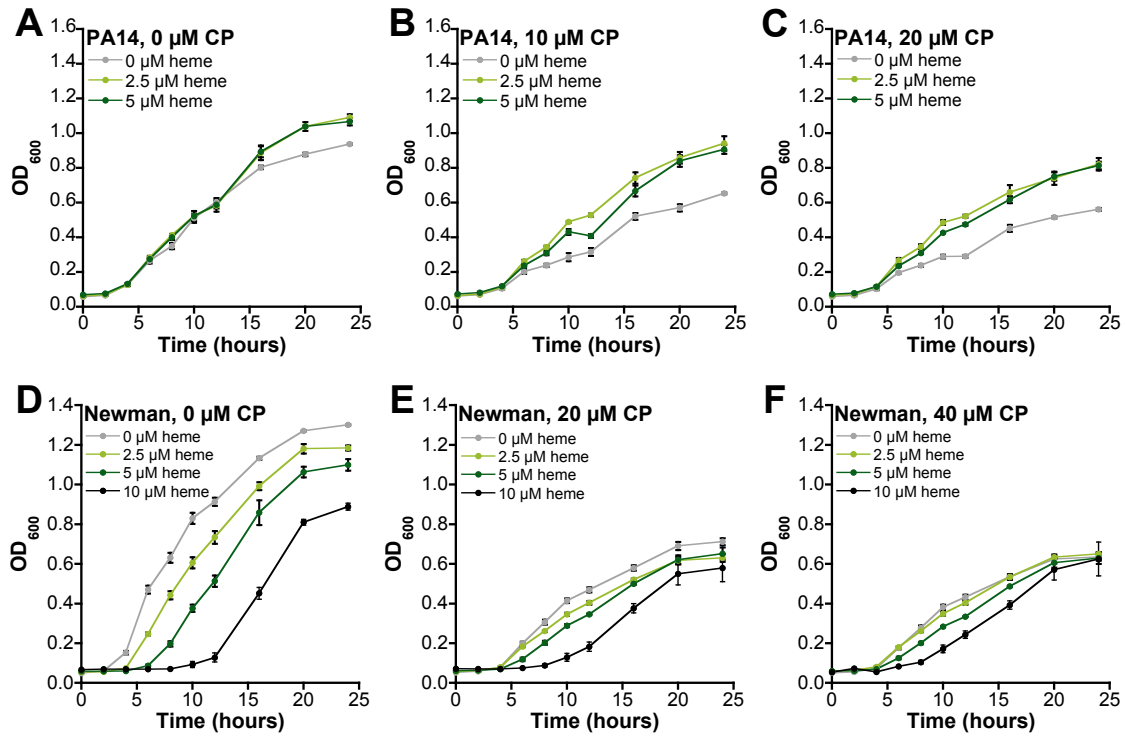 A
PA14, 0 µM CP
0 µM heme
2.5 µM heme
5 µM heme
OD600
1.6
1.4
1.2
1.0
0.8
0.6
0.4
0.2
0.0
0 5 10 15 20 25
Time (hours)
B
PA14, 10 µM CP
0 µM heme
2.5 µM heme
5 µM heme
OD600
1.6
1.4
1.2
1.0
0.8
0.6
0.4
0.2
0.0
0 5 10 15 20 25
Time (hours)
C
PA14, 20 µM CP
0 µM heme
2.5 µM heme
5 µM heme
OD600
1.6
1.4
1.2
1.0
0.8
0.6
0.4
0.2
0.0
0 5 10 15 20 25
Time (hours)
D
Newman, 0 µM CP
0 µM heme
2.5 µM heme
5 µM heme
10 µM heme
OD600
1.4
1.2
1.0
0.8
0.6
0.4
0.2
0.0
0 5 10 15 20 25
Time (hours)
E
Newman, 20 µM CP
0 µM heme
2.5 µM heme
5 µM heme
10 µM heme
OD600
1.4
1.2
1.0
0.8
0.6
0.4
0.2
0.0
0 5 10 15 20 25
Time (hours)
F
Newman, 40 µM CP
0 µM heme
2.5 µM heme
5 µM heme
10 µM heme
OD600
1.4
1.2
1.0
0.8
0.6
0.4
0.2
0.0
0 5 10 15 20 25
Time (hours)